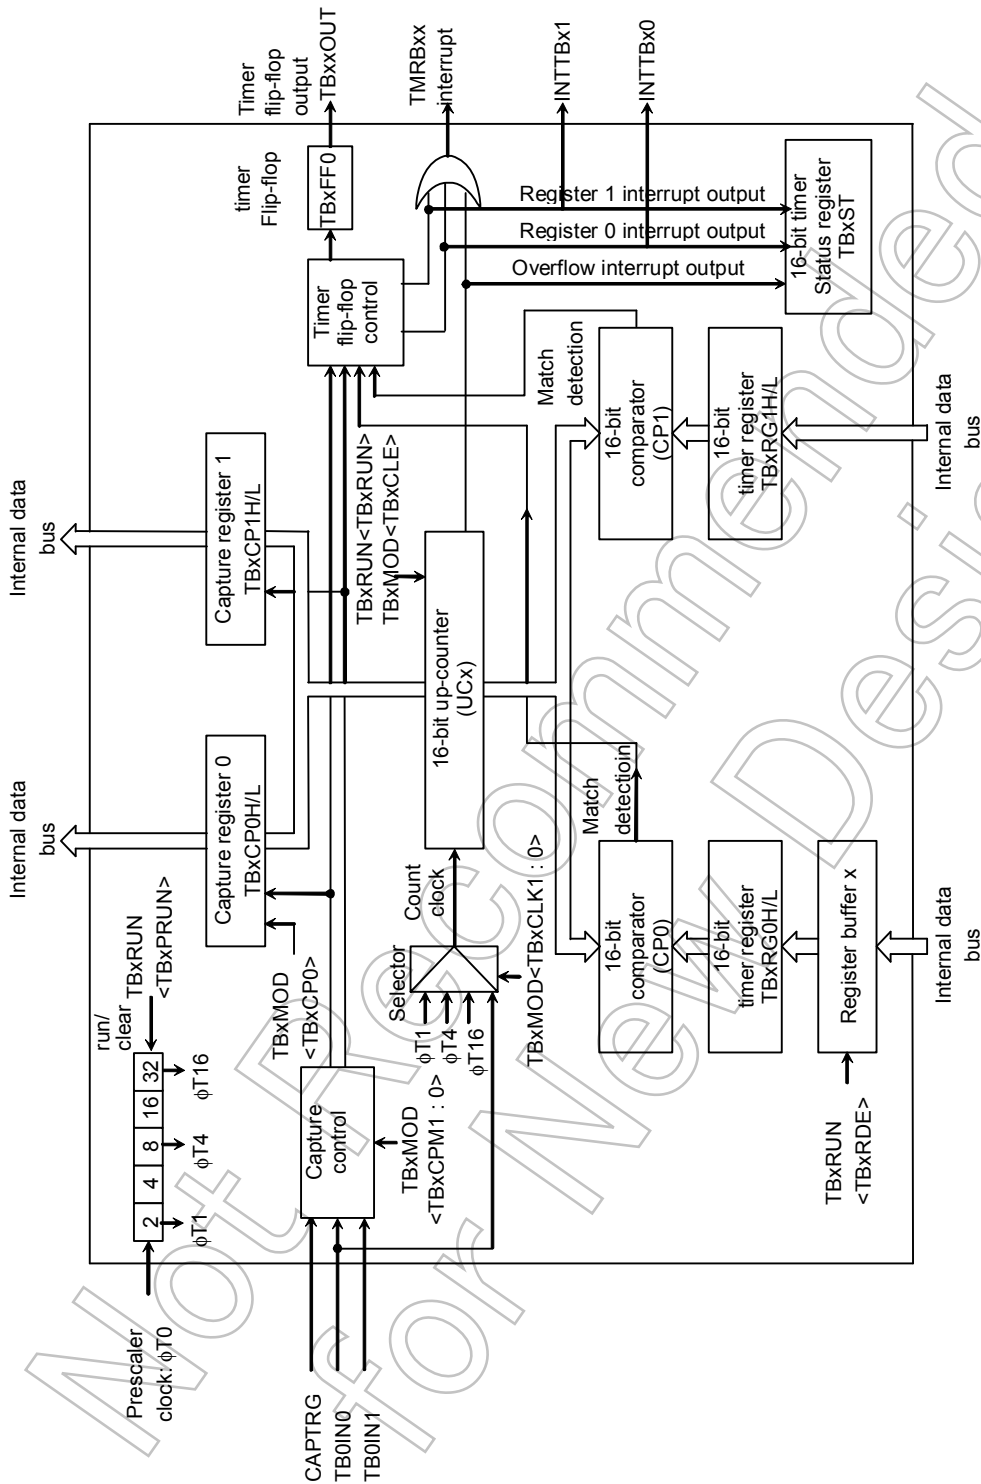 Prescaler
clock: ϕT0
2
4
8
16
32
ϕT1
ϕT4
ϕT16
run/
clear
TBxRUN
<TBxPRUN>
Internal data
bus
Internal data
bus
Timer
flip-flop
output
TBxxOUT
timer
Flip-flop
TBxFF0
TMRBxx
interrupt
INTTBx1
INTTBx0
Capture register 0
TBxCP0H/L
Capture register 1
TBxCP1H/L
TBxMOD
<TBxCP0>
CAPTRG
TB0IN0
TB0IN1
Capture
control
TBxMOD
<TBxCPM1 : 0>
Timer
flip-flop
control
TBxRUN<TBxRUN>
TBxMOD<TBxCLE>
Selector
ϕT1
ϕT4
ϕT16
Count
clock
TBxMOD<TBxCLK1 : 0>
16-bit up-counter
(UCx)
Register 1 interrupt output
Register 0 interrupt output
Overflow interrupt output
Match
detectioin
Match
detection
16-bit
comparator
(CP0)
16-bit
comparator
(CP1)
16-bit
timer register
TBxRG0H/L
16-bit
timer register
TBxRG1H/L
16-bit timer
Status register
TBxST
Register buffer x
TBxRUN
<TBxRDE>
Internal data
bus
Internal data
bus
Not Recommended
for New Desi